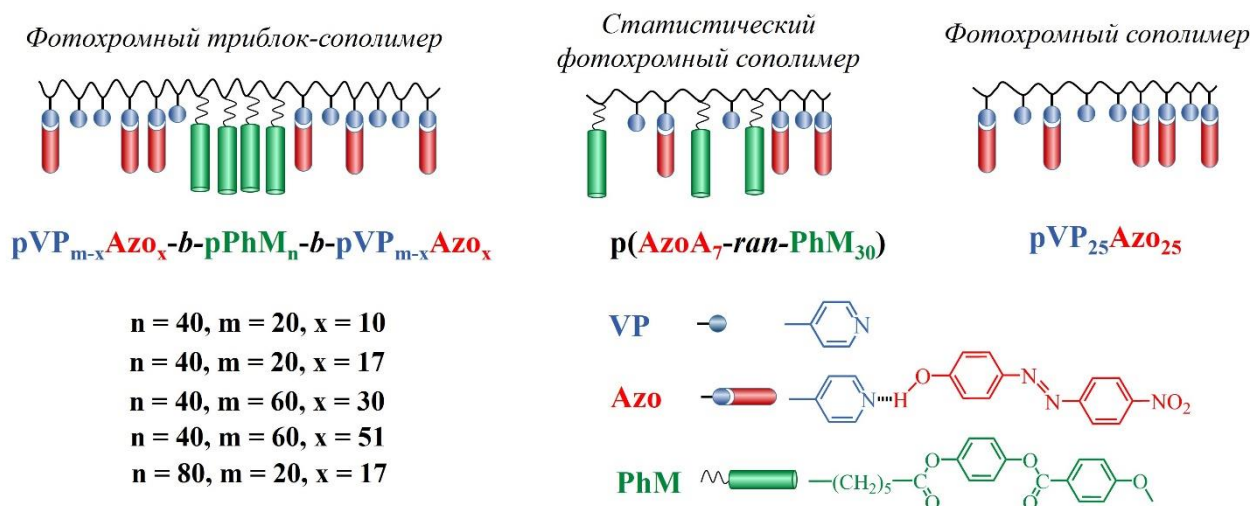 Фотохромный триблок-сополимер
Статистический
фотохромный сополимер
Фотохромный сополимер
pVPm-xAzox-b-pPhMn-b-pVPm-xAzox
p(AzoA7-ran-PhM30)
pVP25Azo25
n = 40, m = 20, x = 10
n = 40, m = 20, x = 17
n = 40, m = 60, x = 30
n = 40, m = 60, x = 51
n = 80, m = 20, x = 17
VP
N
Azo
N
H
O
N
N
NO2
PhM
(CH2)5
O
O
O
O
O